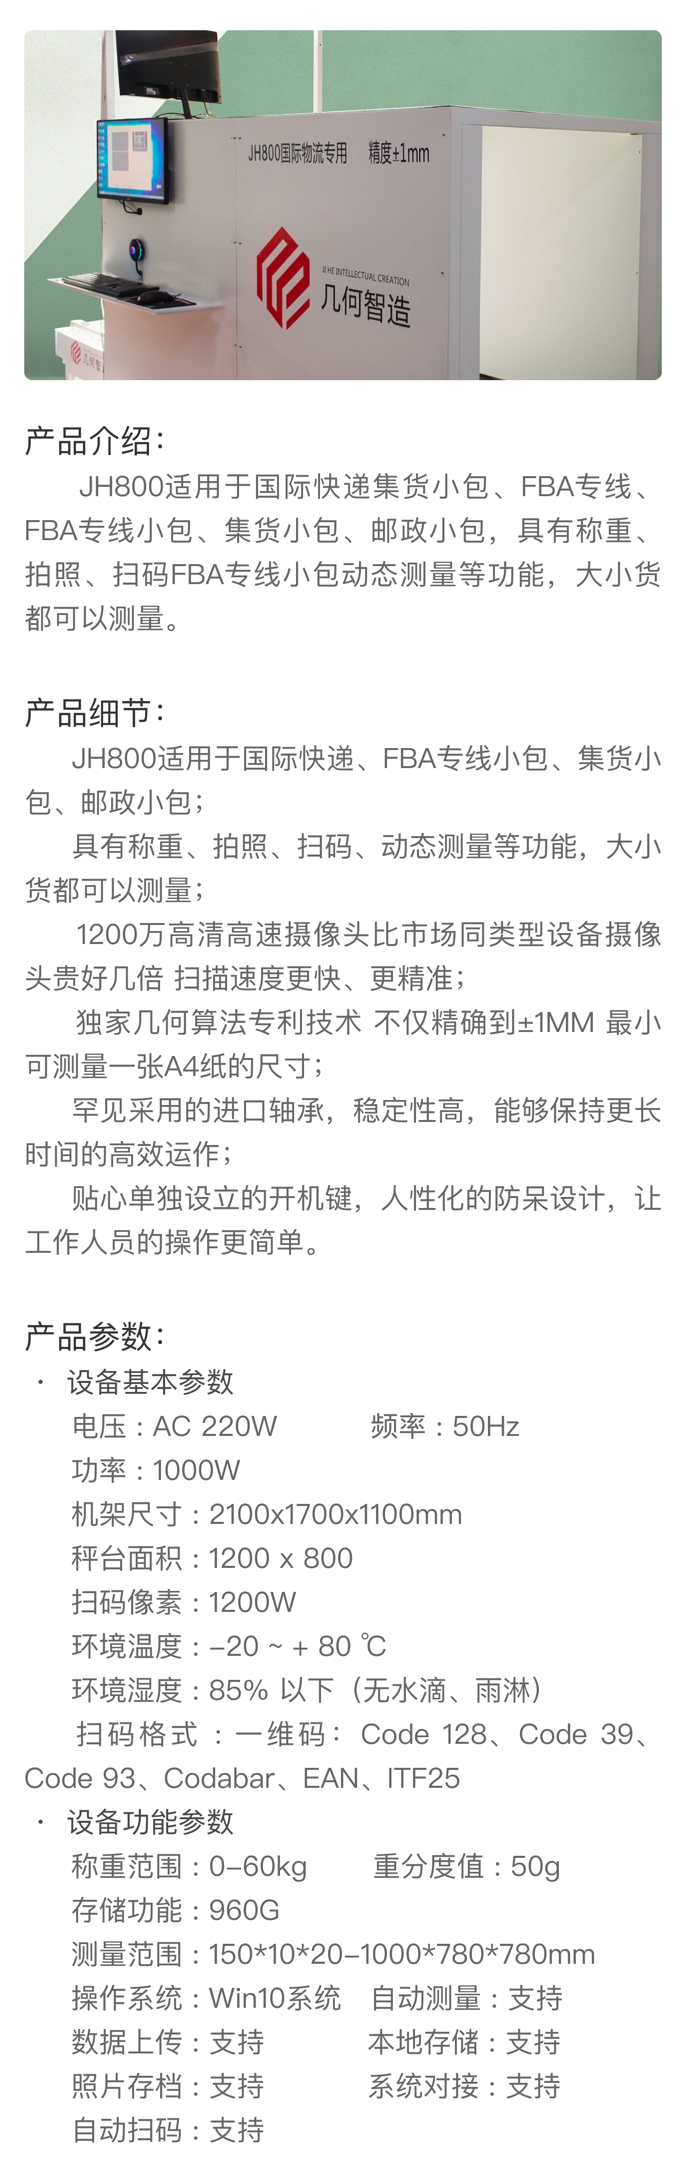 JH800国际物流专用 精度±1mm
HE INTELLECTUAL CREATION
几何智造
几何智
产品介绍：
JH800适用于国际快递集货小包、FBA专线、
FBA专线小包、集货小包、邮政小包，具有称重、
拍照、扫码FBA专线小包动态测量等功能，大小货
都可以测量。
产品细节：
JH800适用于国际快递、FBA专线小包、集货小
包、邮政小包；
具有称重、拍照、扫码、动态测量等功能，大小
货都可以测量；
1200万高清高速摄像头比市场同类型设备摄像
头贵好几倍 扫描速度更快、更精准；
独家几何算法专利技术 不仅精确到±1MM 最小
可测量一张A4纸的尺寸；
罕见采用的进口轴承，稳定性高，能够保持更长
时间的高效运作；
贴心单独设立的开机键，人性化的防呆设计，让
工作人员的操作更简单。
产品参数：
· 设备基本参数
电压：AC 220W 频率：50Hz
功率：1000W
机架尺寸：2100x1700x1100mm
秤台面积：1200 x 800
扫码像素：1200W
环境温度：-20 ~ + 80 ℃
环境湿度：85% 以下（无水滴、雨淋）
扫码格式：一维码：Code 128、Code 39、
Code 93、Codabar、EAN、ITF25
· 设备功能参数
称重范围：0-60kg 重分度值：50g
存储功能：960G
测量范围：150*10*20-1000*780*780mm
操作系统：Win10系统 自动测量：支持
数据上传：支持 本地存储：支持
照片存档：支持 系统对接：支持
自动扫码：支持